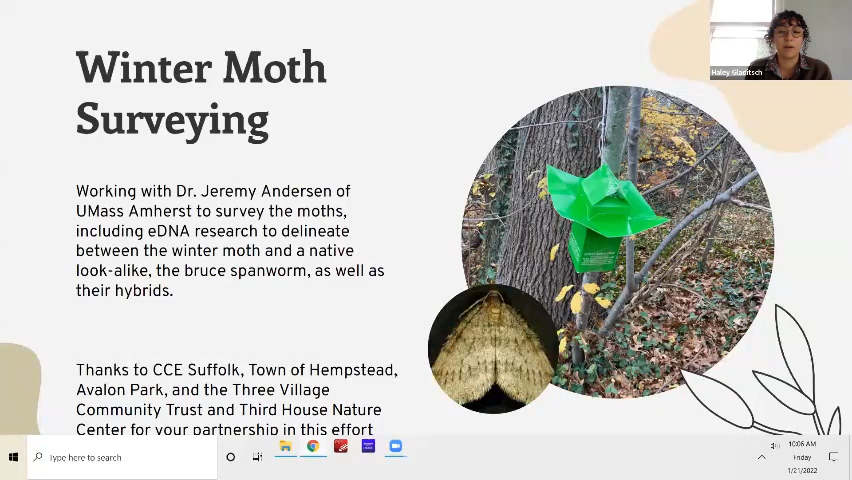 Winter Moth
Surveying
Haley Gladitsch
Working with Dr. Jeremy Andersen of
UMass Amherst to survey the moths,
including eDNA research to delineate
between the winter moth and a native
look-alike, the bruce spanworm, as well as
their hybrids.
Thanks to CCE Suffolk, Town of Hempstead,
Avalon Park, and the Three Village
Community Trust and Third House Nature
Center for your partnership in this effort
Type here to search
10:06 AM
Friday
1/21/2022